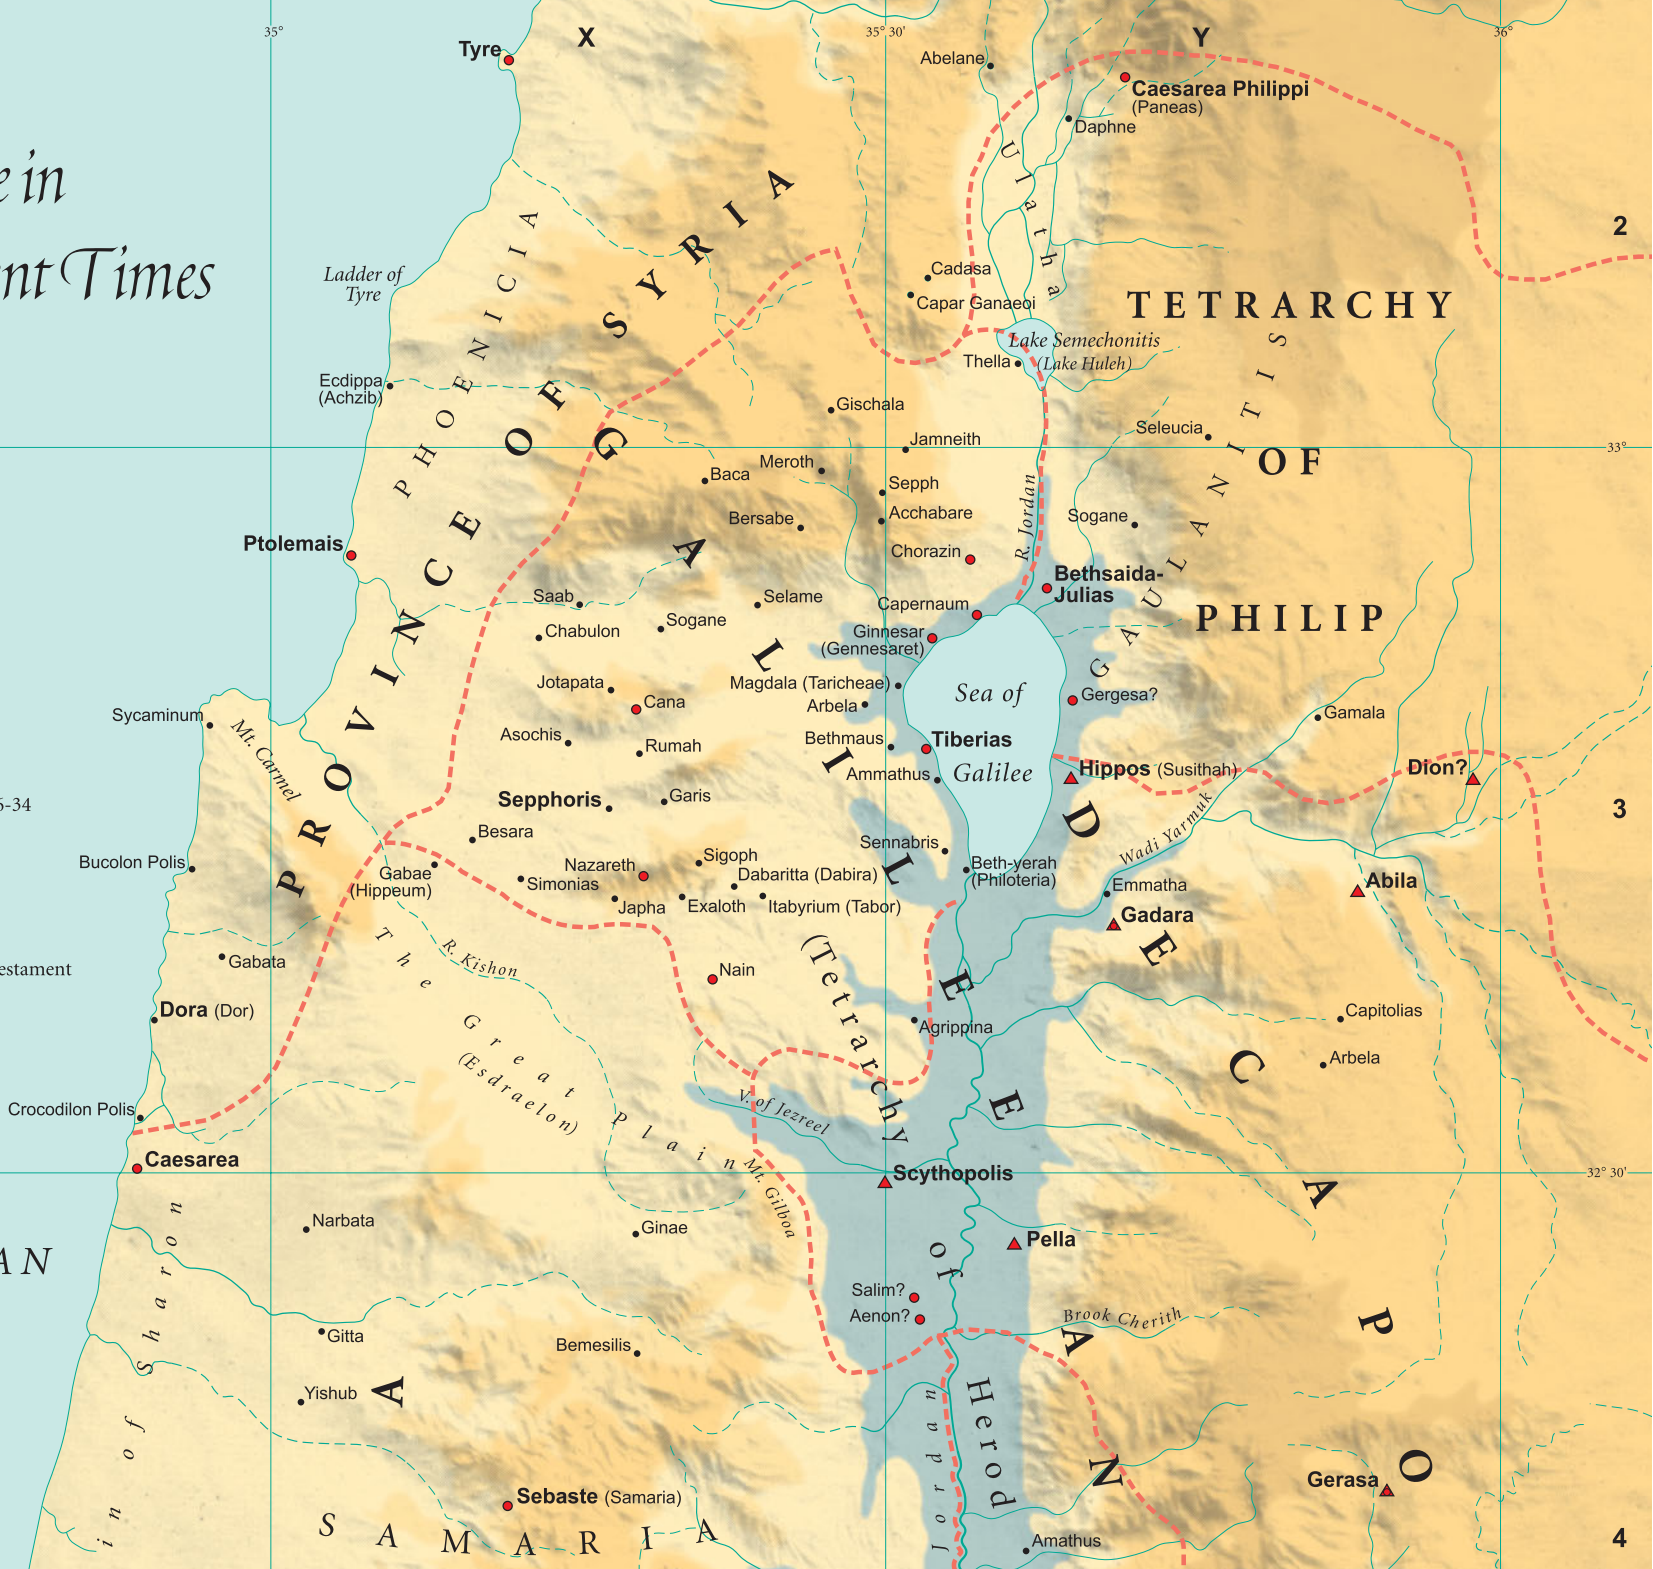 35°
X
35° 30'
Y
36°
Tyre
Abelane
Caesarea Philippi
(Paneas)
Daphne
Ulatha
e in
nt Times
2
PROVINCE OF SYRIA
PHOENICIA
Ladder of
Tyre
Cadasa
Capar Ganaeoi
TETRARCHY
OF
PHILIP
Lake Semechonitis
(Lake Huleh)
Thella
Ecdippa
(Achzib)
Gischala
GAULANITIS
Seleucia
33°
Jamneith
Meroth
Baca
Sepph
Bersabe
Acchabare
R. Jordan
Sogane
Ptolemais
Chorazin
Bethsaida-
Julias
GALILEE
(Tetrarchy of Herod
Saab
Selame
Capernaum
Chabulon
Sogane
Ginnesar
(Gennesaret)
Jotapata
Cana
Magdala (Taricheae)
Arbela
Sea of
Galilee
Gergesa?
Sycaminum
Mt. Carmel
Asochis
Rumah
Bethmaus
Tiberias
Gamala
Ammathus
Hippos (Susithah)
Dion?
Sepphoris
Garis
5-34
3
Besara
Sennabris
Wadi Yarmuk
Bucolon Polis
Gabae
(Hippeum)
Simonias
Nazareth
Sigoph
Dabaritta (Dabira)
Japha
Exaloth
Itabyrium (Tabor)
Beth-yerah
(Philoteria)
Emmatha
Abila
Gadara
DECAPO
R. Kishon
Gabata
estament
Nain
Dora (Dor)
Agrippina
Capitolias
The Great Plain
(Esdraelon)
Arbela
Crocodilon Polis
V. of Jezreel
Caesarea
Scythopolis
32° 30'
Mt. Gilboa
Narbata
Ginae
Pella
AN
in of Sharon
Salim?
Aenon?
Brook Cherith
Gitta
Bemesilis
Yishub
A
AN
Jordan
Gerasa
Sebaste (Samaria)
SAMARIA
Amathus
4